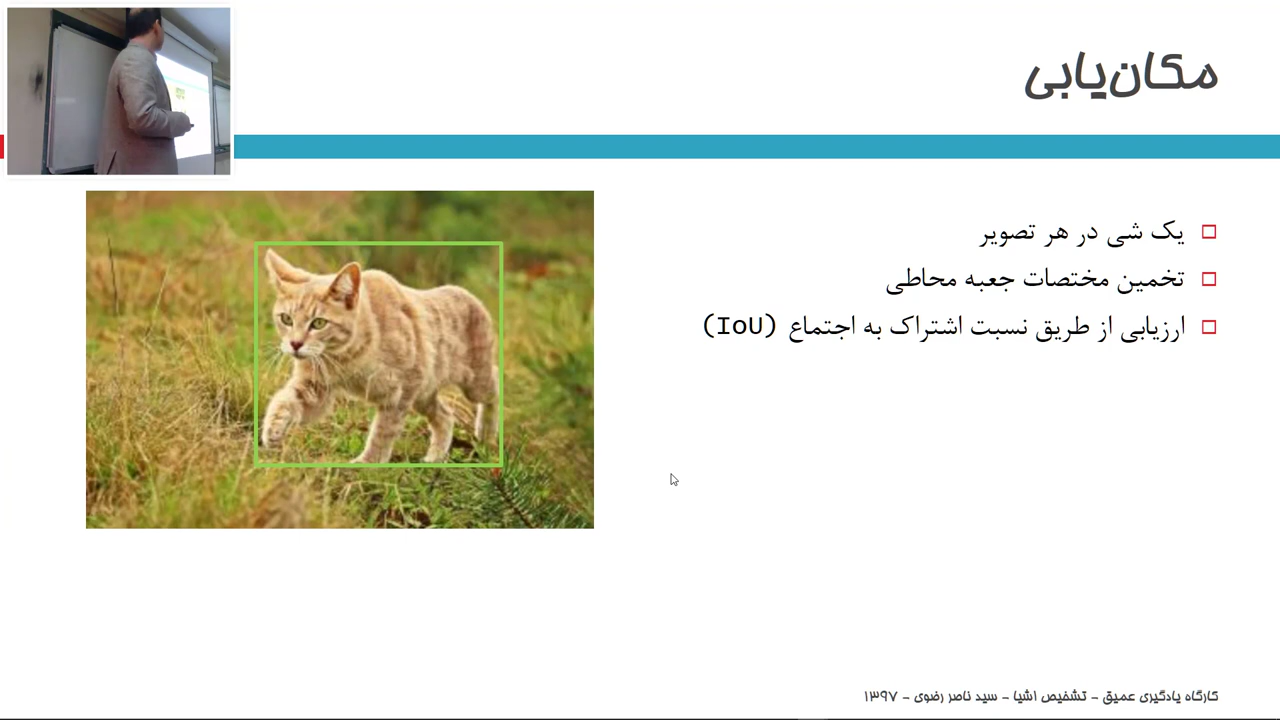 مکان‌یابی
یک شی در هر تصویر
تخمین مختصات جعبه محاطی
ارزیابی از طریق نسبت اشتراک به اجتماع (IoU)
کارگاه یادگیری عمیق - تشخیص اشیا - سید ناصر رضوی - ۱۳۹۷